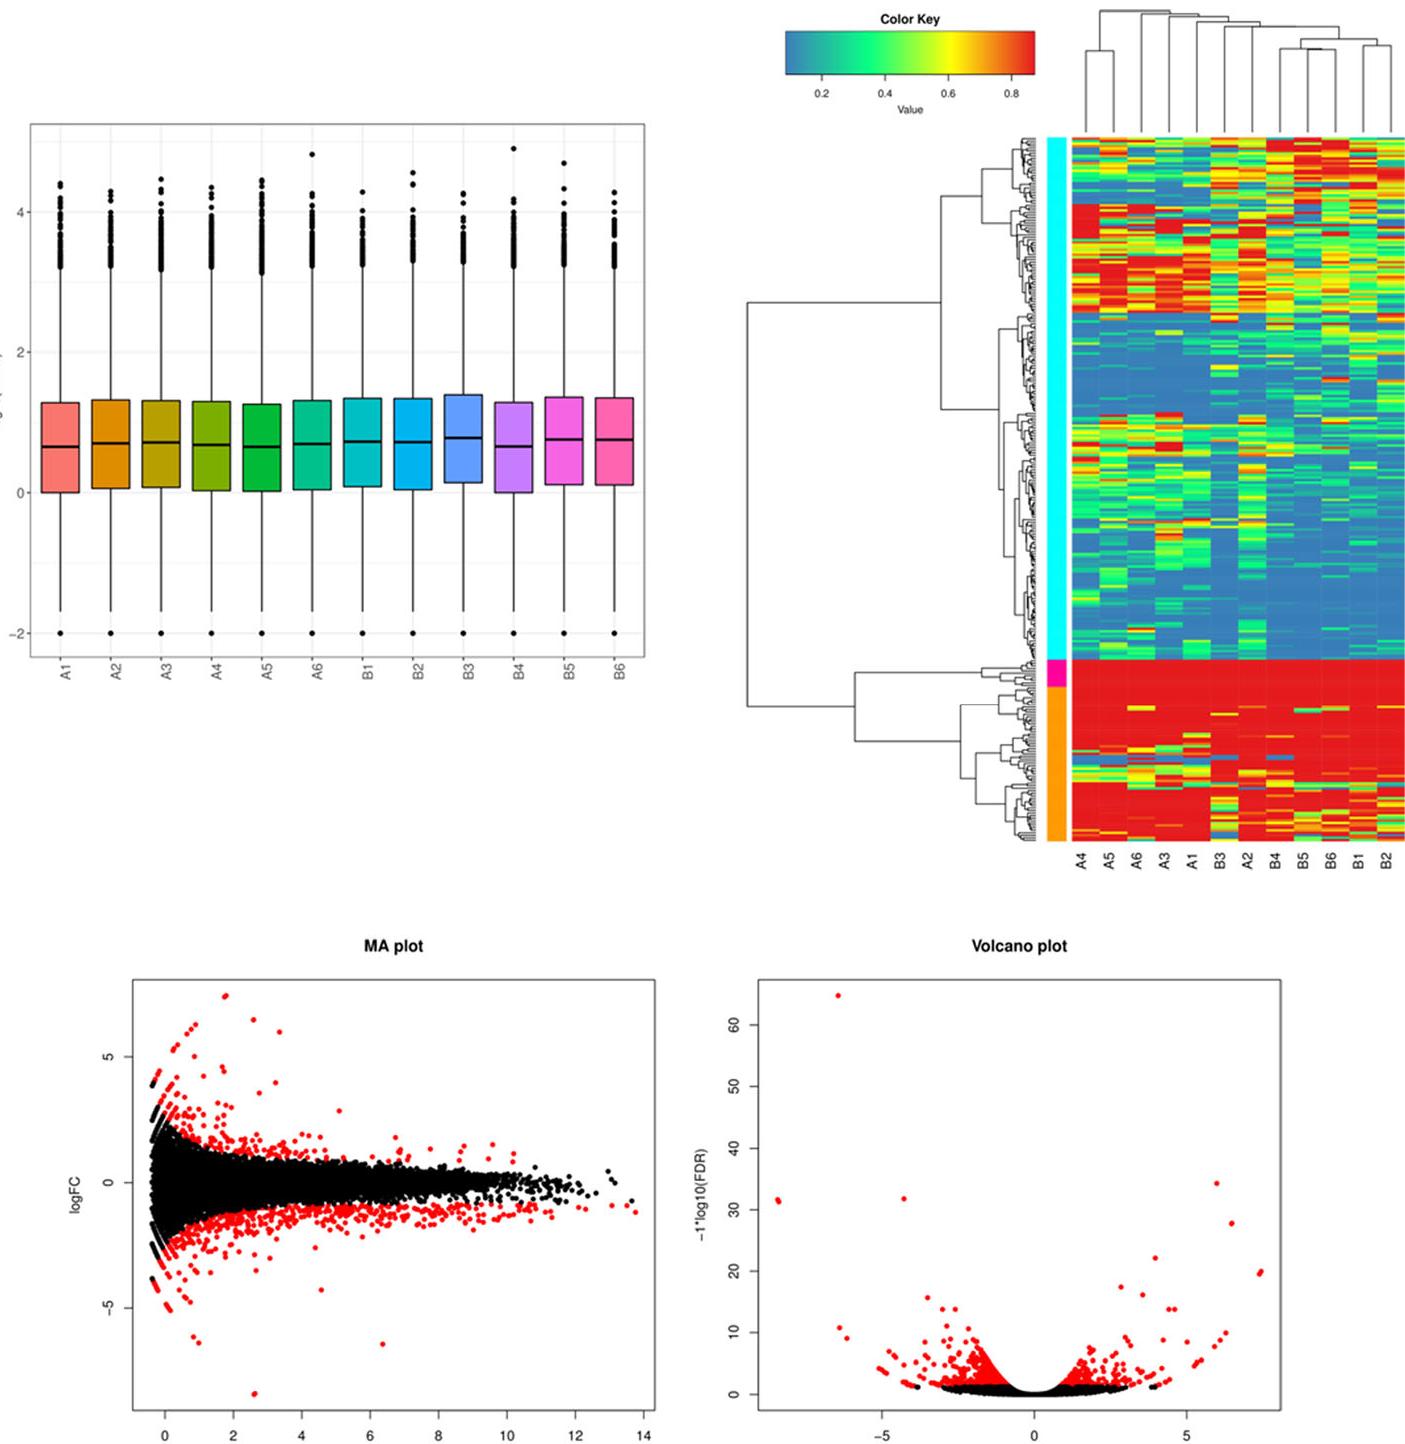 Color Key
0.2 0.4 0.6 0.8
Value
4
2
0
−2
A1 A2 A3 A4 A5 A6 B1 B2 B3 B4 B5 B6
A4 A5 A6 A3 A1 B3 A2 B4 B5 B6 B1 B2
MA plot
logFC
5
0
−5
0 2 4 6 8 10 12 14
Volcano plot
−1*log10(FDR)
60
50
40
30
20
10
0
−5 0 5